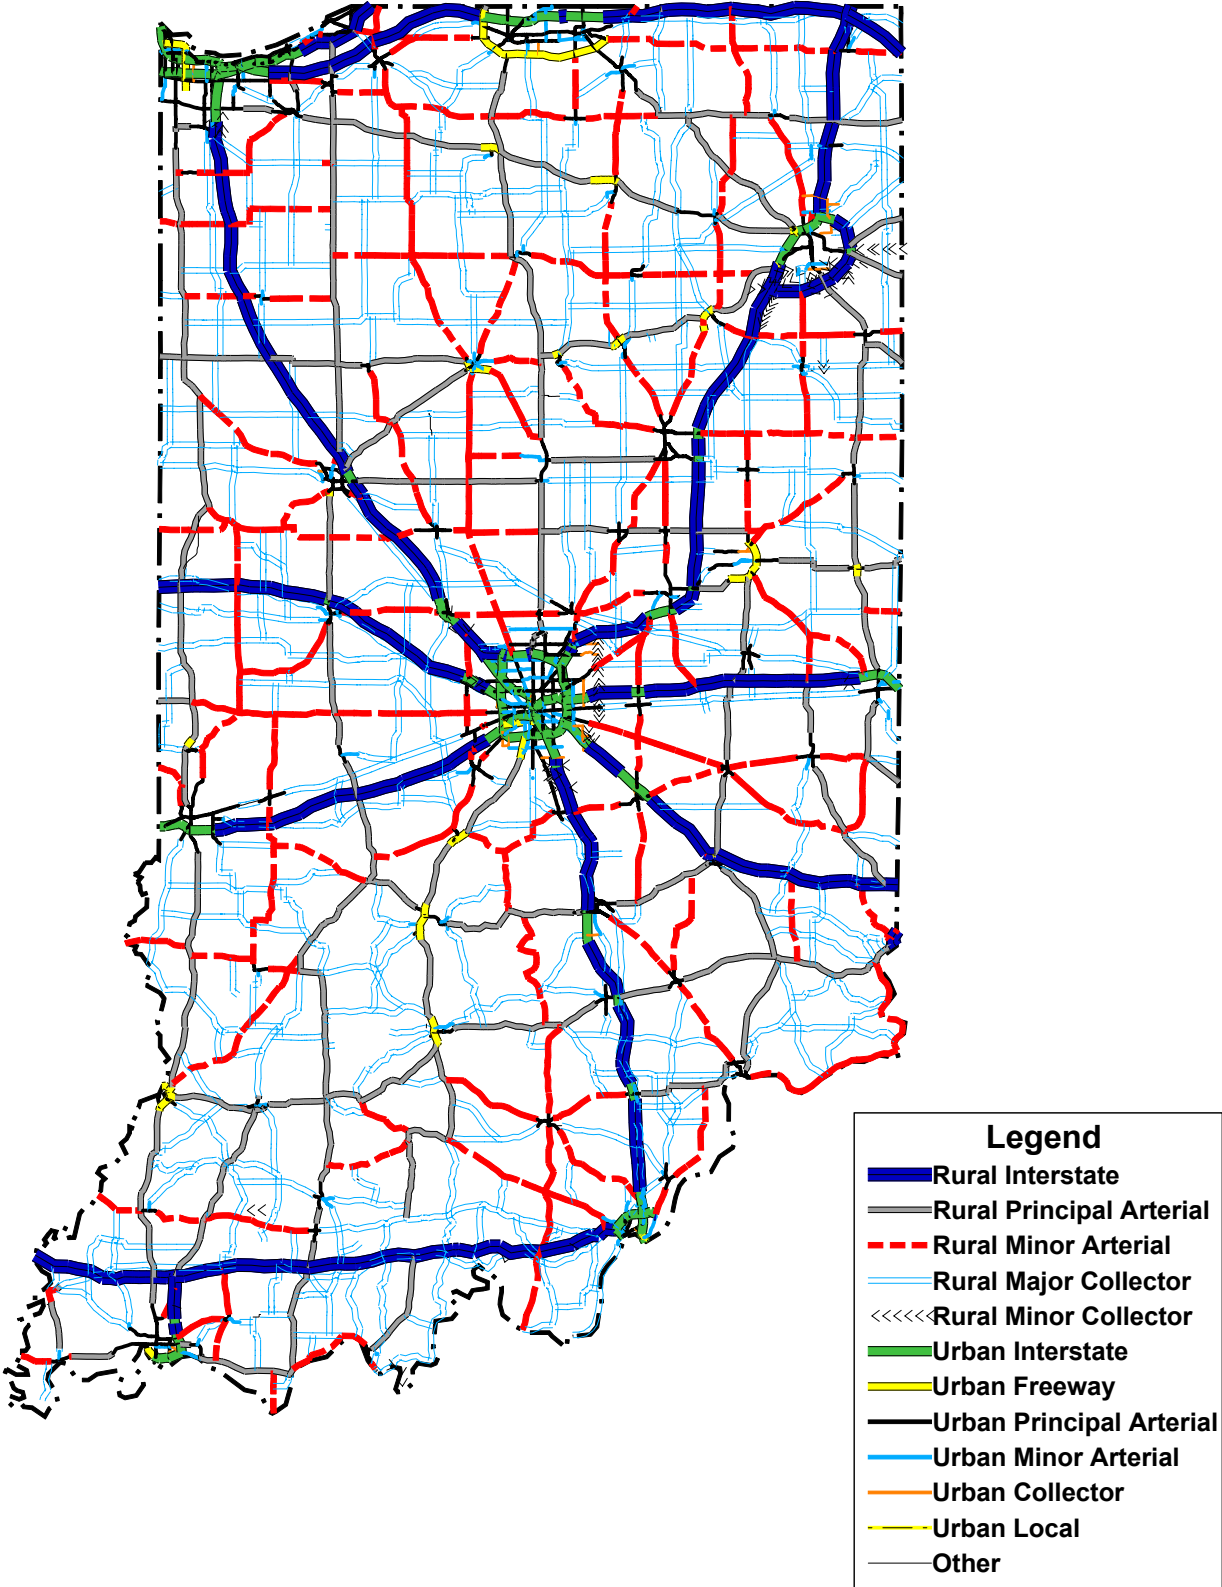 Legend
Rural Interstate
Rural Principal Arterial
Rural Minor Arterial
Rural Major Collector
Rural Minor Collector
Urban Interstate
Urban Freeway
Urban Principal Arterial
Urban Minor Arterial
Urban Collector
Urban Local
Other